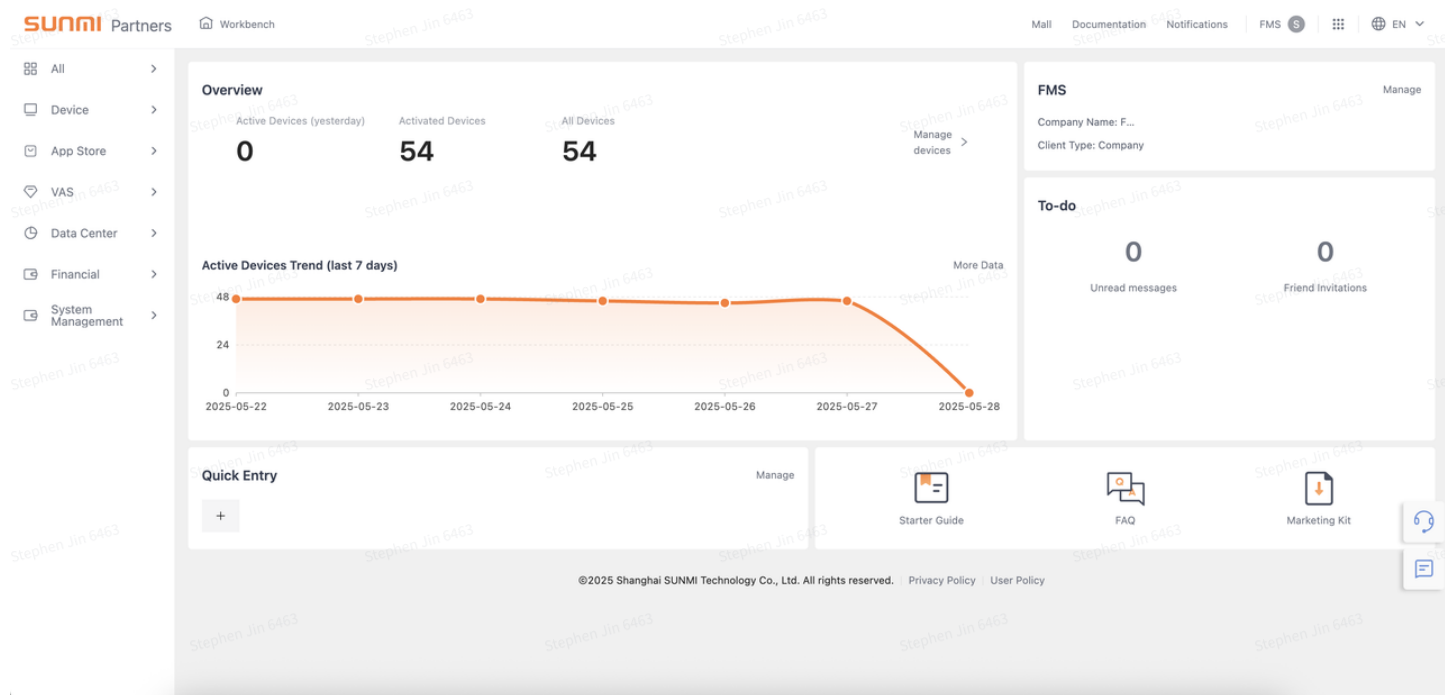 SUNMI Partners
Workbench
Mall
Documentation
Notifications
FMS
S
EN
All
Device
App Store
VAS
Data Center
Financial
System
Management
Overview
Active Devices (yesterday)
0
Activated Devices
54
All Devices
54
Manage
devices
Active Devices Trend (last 7 days)
More Data
48
24
0
2025-05-22 2025-05-23 2025-05-24 2025-05-25 2025-05-26 2025-05-27 2025-05-28
FMS
Manage
Company Name: F...
Client Type: Company
To-do
0
Unread messages
0
Friend Invitations
Quick Entry
Manage
+
Starter Guide
Q
A
FAQ
Marketing Kit
©2025 Shanghai SUNMI Technology Co., Ltd. All rights reserved. Privacy Policy User Policy
Stephen Jin 6463